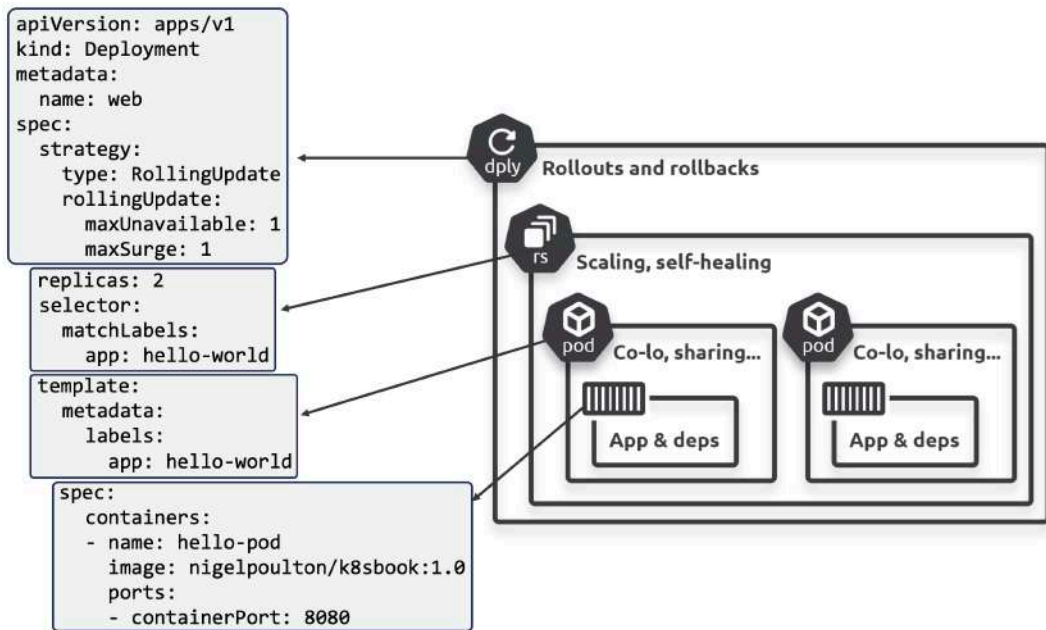 apiVersion: apps/v1
kind: Deployment
metadata:
  name: web
spec:
  strategy:
    type: RollingUpdate
    rollingUpdate:
      maxUnavailable: 1
      maxSurge: 1
  replicas: 2
  selector:
    matchLabels:
      app: hello-world
  template:
    metadata:
      labels:
        app: hello-world
    spec:
      containers:
      - name: hello-pod
        image: nigelpoulton/k8sbook:1.0
        ports:
        - containerPort: 8080
dply
Rollouts and rollbacks
rs
Scaling, self-healing
pod
Co-lo, sharing...
App & deps
pod
Co-lo, sharing...
App & deps